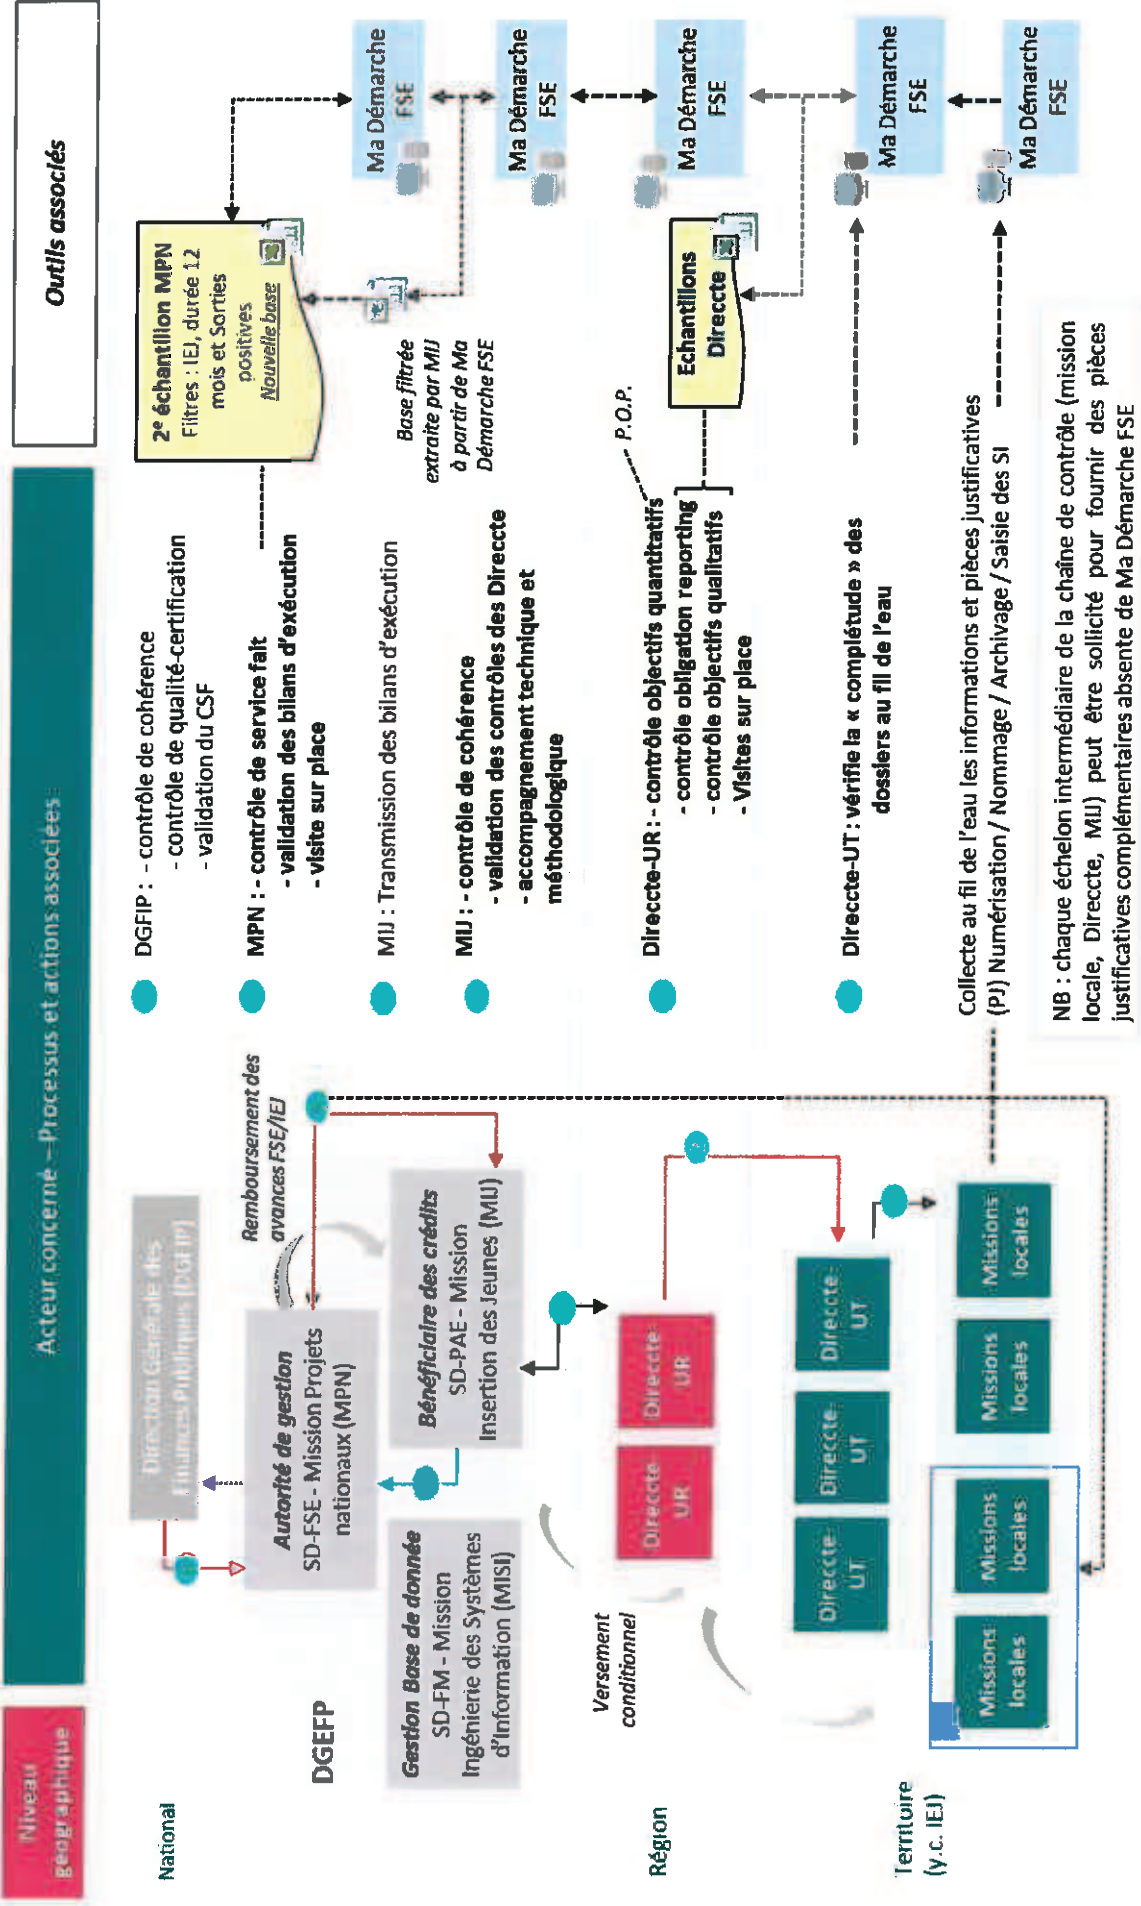 Niveau
géographique
Acteur concerné – Processus et actions associées :
Outils associés
National
DGEFP
Direction Générale des
Finances Publiques (DGFIP)
Autorité de gestion
SD-FSE - Mission Projets
nationaux (MPN)
Remboursement des
avances FSE/IEJ
Gestion Base de donnée
SD-FM - Mission
Ingénierie des Systèmes
d'Information (MISI)
Bénéficiaire des crédits
SD-PAE - Mission
Insertion des Jeunes (MIJ)
DGFIP : - contrôle de cohérence
- contrôle de qualité-certification
- validation du CSF
MPN : - contrôle de service fait
- validation des bilans d'exécution
- visite sur place
MIJ : Transmission des bilans d'exécution
MIJ : - contrôle de cohérence
- validation des contrôles des Direccte
- accompagnement technique et
méthodologique
2e échantillon MPN
Filtres : IEJ, durée 12
mois et Sorties
positives
Nouvelle base
Base filtrée
extraite par MIJ
à partir de Ma
Démarche FSE
Ma Démarche
FSE
Ma Démarche
FSE
Région
Versement
conditionnel
Direccte-
UR
Direccte-
UR
Direccte-UR : - contrôle objectifs quantitatifs
- contrôle obligation reporting
- contrôle objectifs qualitatifs
- Visites sur place
P.O.P.
Echantillons
Direccte
Ma Démarche
FSE
Territoire
(y.c. IEJ)
Direccte-
UT
Direccte-
UT
Direccte-
UT
Direccte-UT : vérifie la « complétude » des
dossiers au fil de l'eau
Ma Démarche
FSE
Missions
locales
Missions
locales
Missions
locales
Missions
locales
Collecte au fil de l'eau les informations et pièces justificatives
(PJ) Numérisation / Nommage / Archivage / Saisie des SI
Ma Démarche
FSE
NB : chaque échelon intermédiaire de la chaîne de contrôle (mission
locale, Direccte, MIJ) peut être sollicité pour fournir des pièces
justificatives complémentaires absente de Ma Démarche FSE